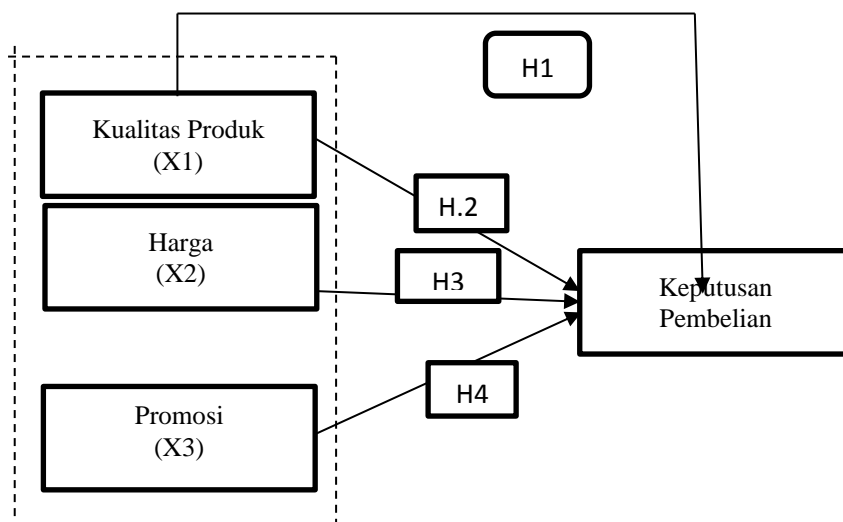 H1
Kualitas Produk
(X1)
H.2
Harga
(X2)
H3
Keputusan
Pembelian
H4
Promosi
(X3)